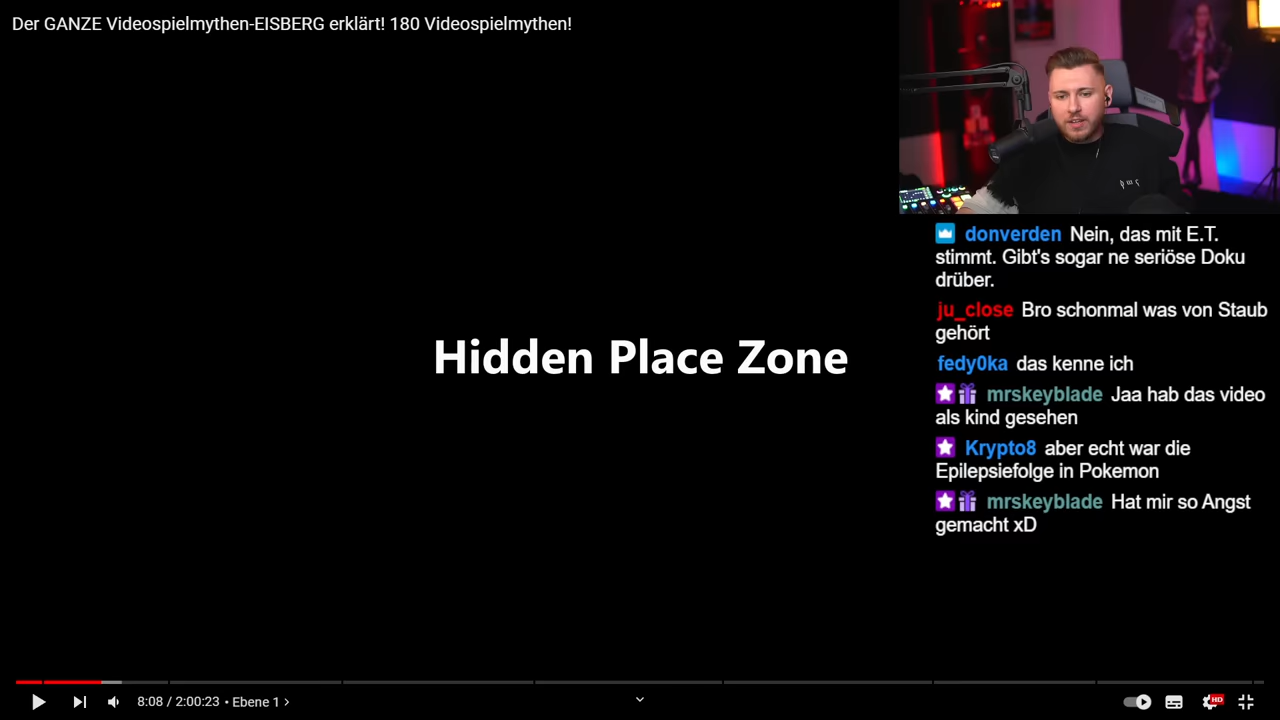 Der GANZE Videospielmythen-EISBERG erklärt! 180 Videospielmythen!
Hidden Place Zone
donverden Nein, das mit E.T.
stimmt. Gibt's sogar ne seriöse Doku
drüber.
ju_close Bro schonmal was von Staub
gehört
fedy0ka das kenne ich
mrskeyblade Jaa hab das video
als kind gesehen
Krypto8 aber echt war die
Epilepsiefolge in Pokemon
mrskeyblade Hat mir so Angst
gemacht xD
8:08 / 2:00:23 • Ebene 1
HD